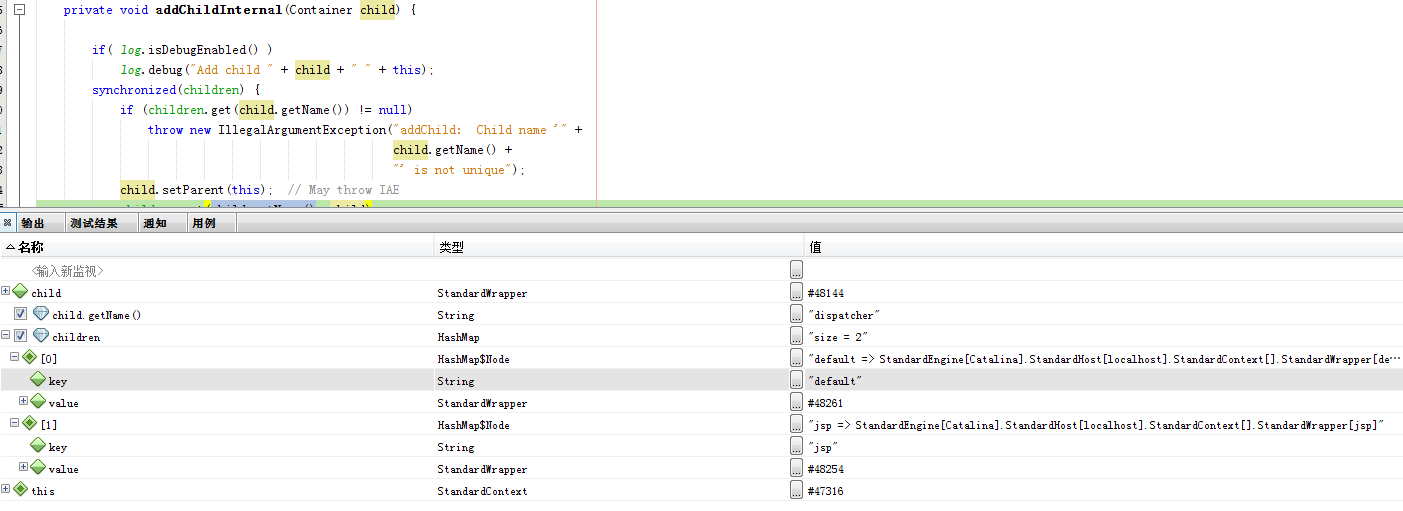 private void addChildInternal(Container child) {
if( log.isDebugEnabled() )
log.debug("Add child " + child + " " + this);
synchronized(children) {
if (children.get(child.getName()) != null)
throw new IllegalArgumentException("addChild:  Child name '" +
child.getName() +
"' is not unique");
child.setParent(this);  // May throw IAE
输出 测试结果 通知 用例
名称 类型 值
<输入新监视> ...
child StandardWrapper ... #48144
child.getName() String ... "dispatcher"
children HashMap ... "size = 2"
[0] HashMap$Node ... "default => StandardEngine[Catalina].StandardHost[localhost].StandardContext[].StandardWrapper[de…
key String ... "default"
value StandardWrapper ... #48261
[1] HashMap$Node ... "jsp => StandardEngine[Catalina].StandardHost[localhost].StandardContext[].StandardWrapper[jsp]"
key String ... "jsp"
value StandardWrapper ... #48254
this StandardContext ... #47316